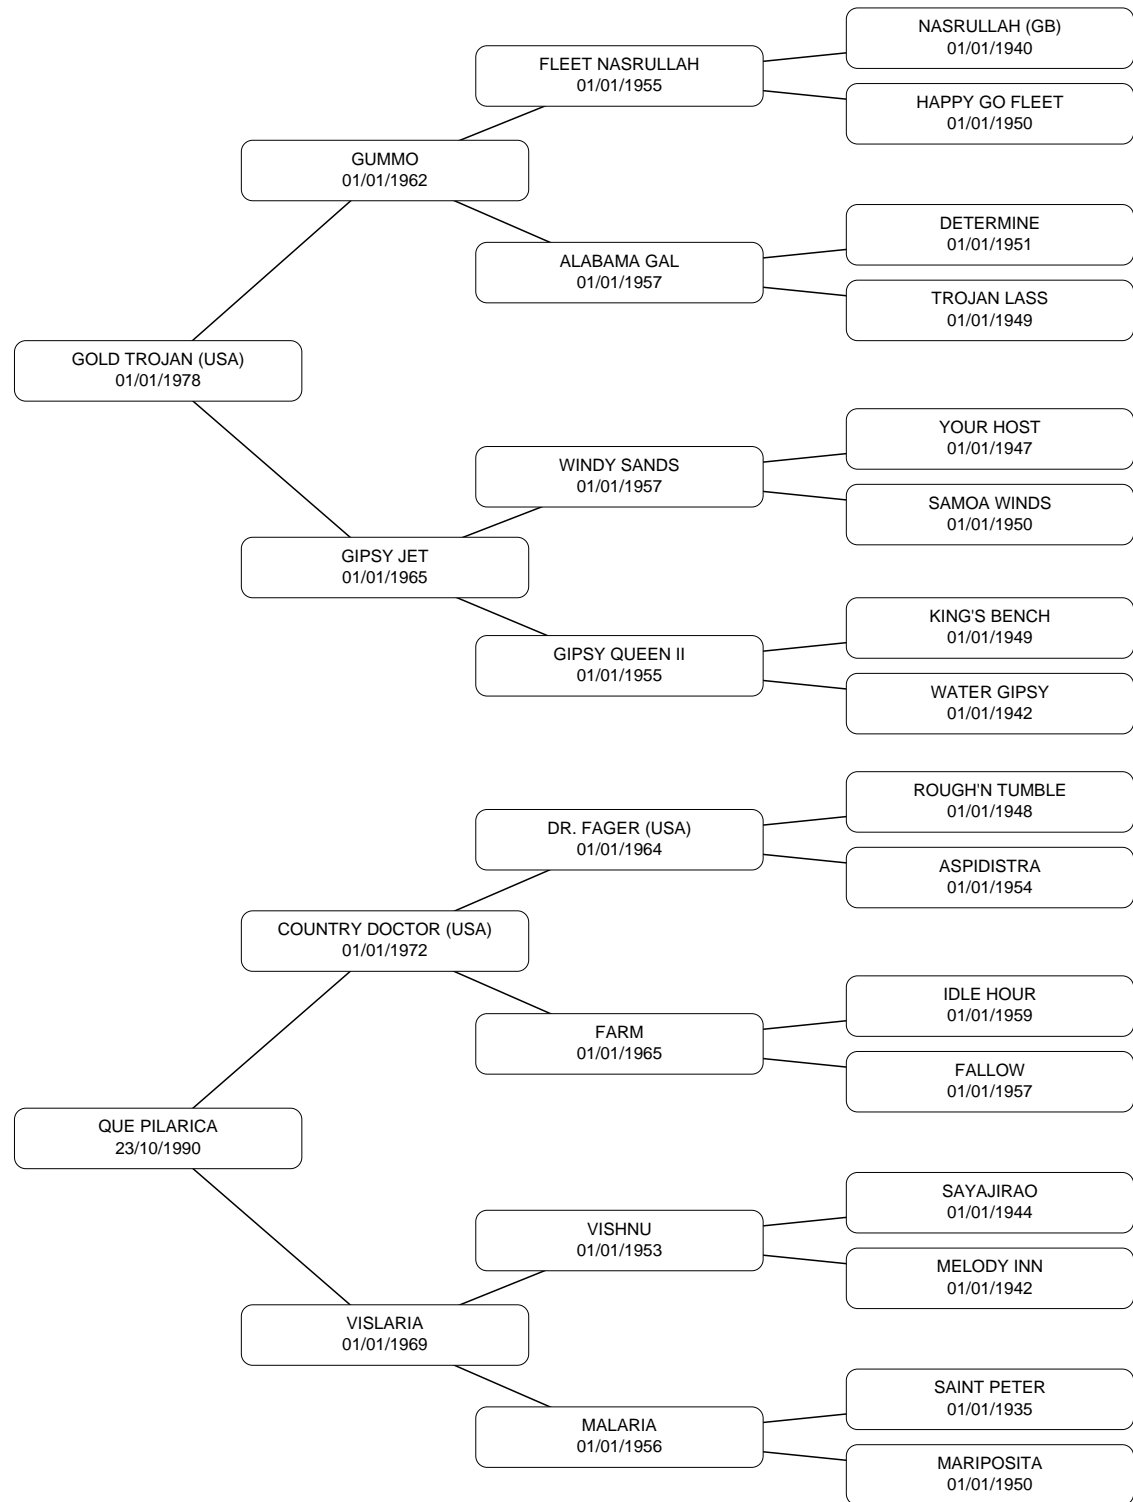 NASRULLAH (GB)
01/01/1940
FLEET NASRULLAH
01/01/1955
HAPPY GO FLEET
01/01/1950
GUMMO
01/01/1962
DETERMINE
01/01/1951
ALABAMA GAL
01/01/1957
TROJAN LASS
01/01/1949
GOLD TROJAN (USA)
01/01/1978
YOUR HOST
01/01/1947
WINDY SANDS
01/01/1957
SAMOA WINDS
01/01/1950
GIPSY JET
01/01/1965
KING'S BENCH
01/01/1949
GIPSY QUEEN II
01/01/1955
WATER GIPSY
01/01/1942
ROUGH'N TUMBLE
01/01/1948
DR. FAGER (USA)
01/01/1964
ASPIDISTRA
01/01/1954
COUNTRY DOCTOR (USA)
01/01/1972
IDLE HOUR
01/01/1959
FARM
01/01/1965
FALLOW
01/01/1957
QUE PILARICA
23/10/1990
SAYAJIRAO
01/01/1944
VISHNU
01/01/1953
MELODY INN
01/01/1942
VISLARIA
01/01/1969
SAINT PETER
01/01/1935
MALARIA
01/01/1956
MARIPOSITA
01/01/1950